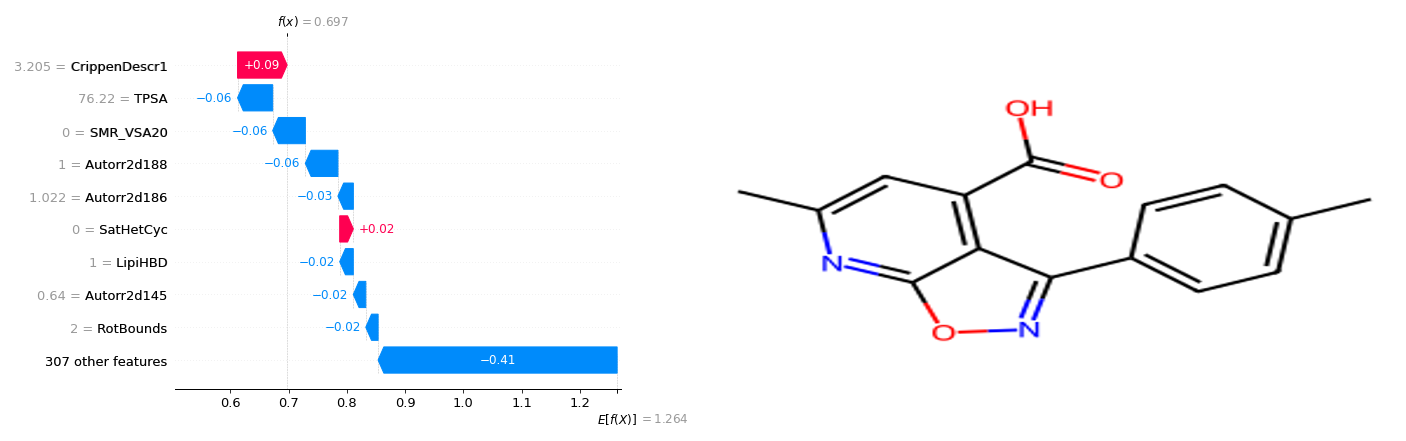 f(x) = 0.697
3.205 = CrippenDescr1
+0.09
76.22 = TPSA
−0.06
0 = SMR_VSA20
−0.06
1 = Autorr2d188
−0.06
1.022 = Autorr2d186
−0.03
0 = SatHetCyc
+0.02
1 = LipiHBD
−0.02
0.64 = Autorr2d145
−0.02
2 = RotBounds
−0.02
307 other features
−0.41
0.6 0.7 0.8 0.9 1.0 1.1 1.2
E[f(X)] = 1.264
OH
O
N
O
N